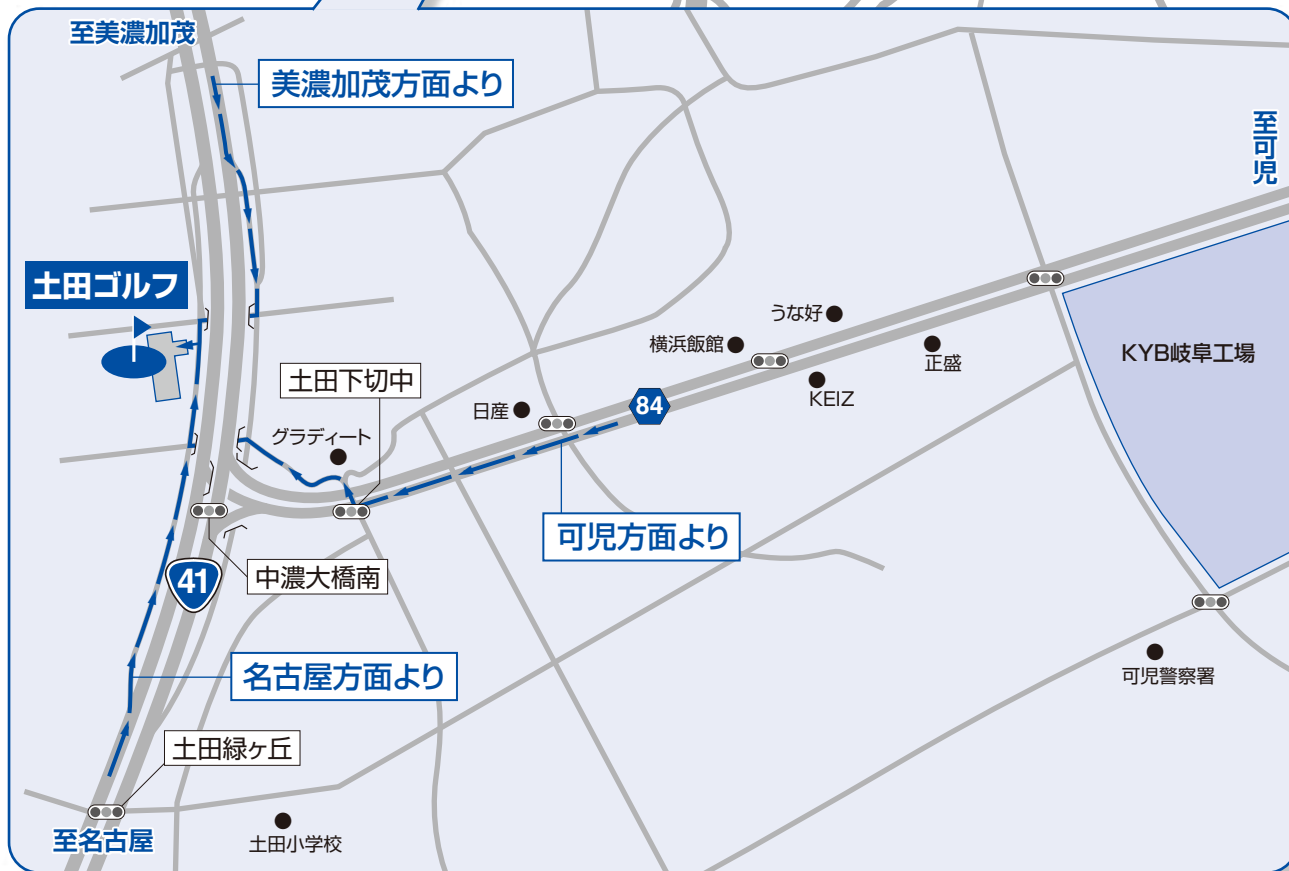 至美濃加茂
美濃加茂方面より
至可児
土田ゴルフ
うな好
横浜飯館
正盛
KYB岐阜工場
土田下切中
84
KEIZ
日産
グラディート
可児方面より
41
中濃大橋南
名古屋方面より
可児警察署
土田緑ヶ丘
至名古屋
土田小学校